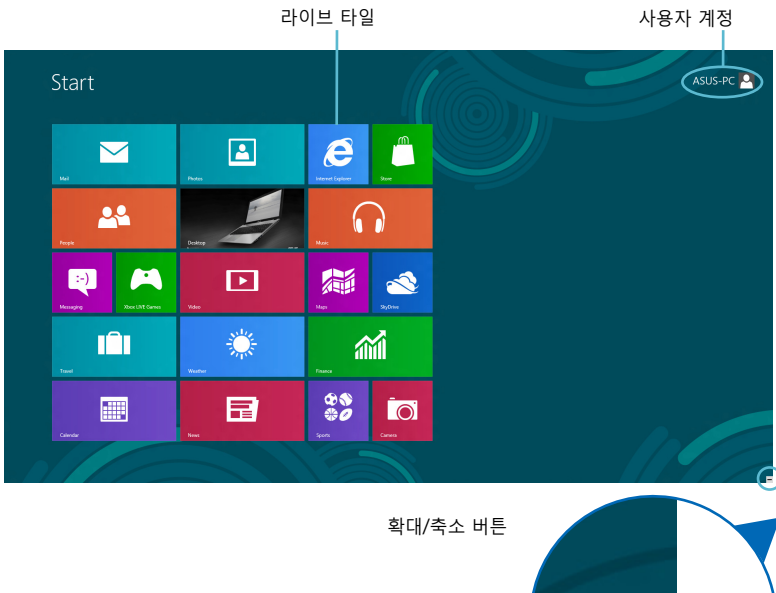 라이브 타일
사용자 계정
Start
ASUS-PC
Mail
Photos
Internet Explorer
Store
People
Desktop
Music
Messaging
Xbox LIVE Games
Video
Maps
SkyDrive
Travel
Weather
Finance
Calendar
News
Sports
Camera
확대/축소 버튼